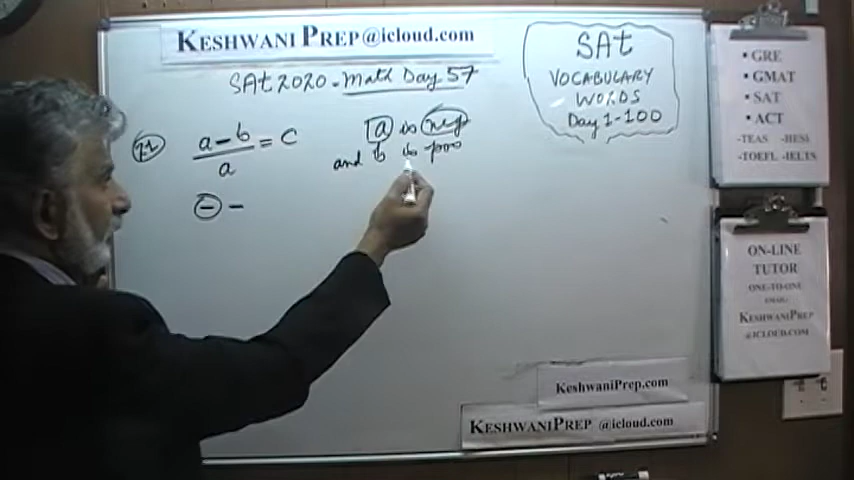 KESHWANI PREP@icloud.com
SAt 2020 - Math Day 57
a-b
a
= C
a is neg
and b is pos
⊖ -
SAt
VOCABULARY
WORDS
Day 1-100
• GRE
• GMAT
• SAT
• ACT
-TEAS -HESI
-TOEFL -IELTS
ON-LINE
TUTOR
ONE-TO-ONE
EMAIL:
KESHWANIPREP
@ICLOUD.COM
KeshwaniPrep.com
KESHWANIPREP @icloud.com